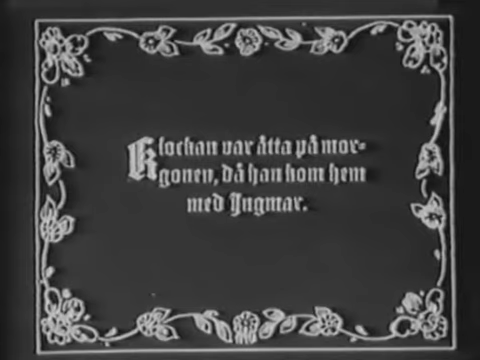 Klockan var åtta på mor-
gonen, då han kom hem
med Ingmar.